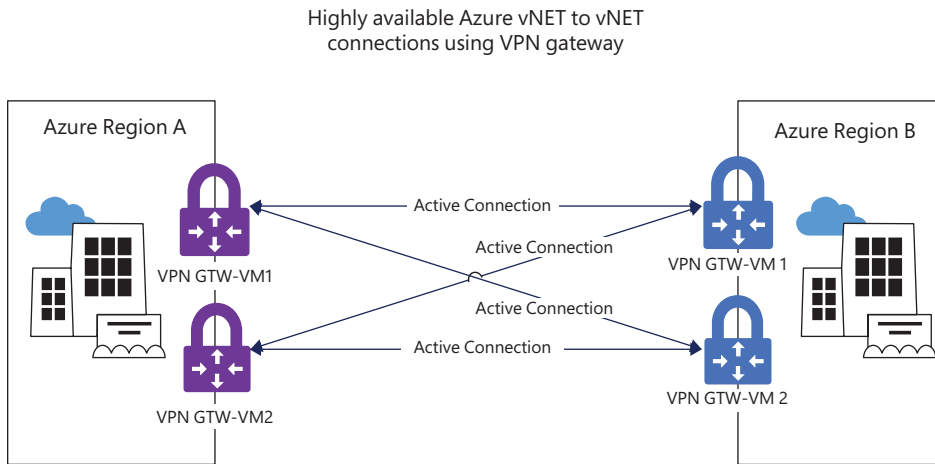 Highly available Azure vNET to vNET
connections using VPN gateway
Azure Region A
Azure Region B
Active Connection
Active Connection
VPN GTW-VM1
VPN GTW-VM 1
Active Connection
Active Connection
VPN GTW-VM2
VPN GTW-VM 2